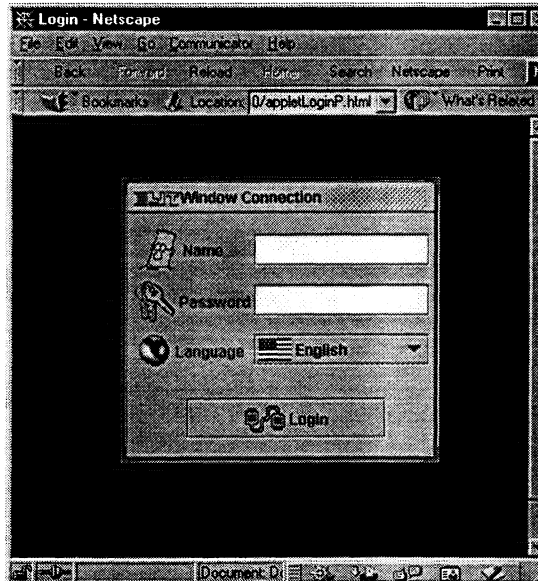 Login - Netscape
File Edit View Go Communicator Help
Back Forward Reload Home Search Netscape Print
Bookmarks Location: 0/appletLoginP.html What's Related
Window Connection
Name
Password
Language English
Login
Document: D